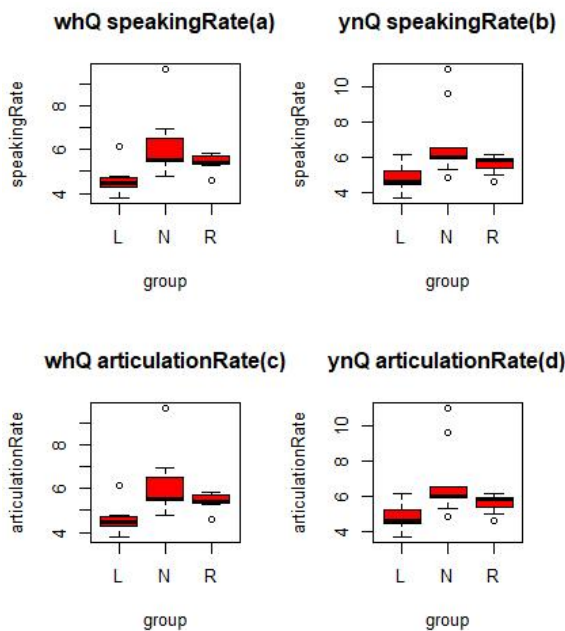 whQ speakingRate(a)
speakingRate
8
6
4
L N R
group
ynQ speakingRate(b)
speakingRate
10
8
6
4
L N R
group
whQ articulationRate(c)
articulationRate
8
6
4
L N R
group
ynQ articulationRate(d)
articulationRate
10
8
6
4
L N R
group